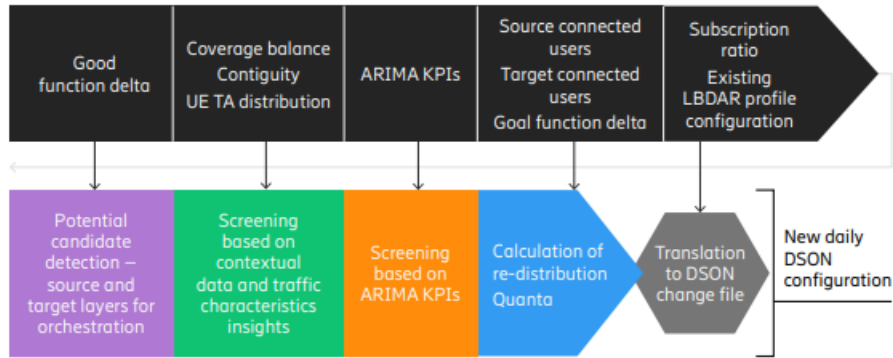 Good
function delta
Coverage balance
Contiguity
UE TA distribution
ARIMA KPIs
Source connected
users
Target connected
users
Goal function delta
Subscription
ratio
Existing
LBDAR profile
configuration
Potential
candidate
detection –
source and
target layers for
orchestration
Screening
based on
contextual
data and traffic
characteristics
insights
Screening
based on
ARIMA KPIs
Calculation of
re-distribution
Quanta
Translation
to DSON
change file
New daily
DSON
configuration